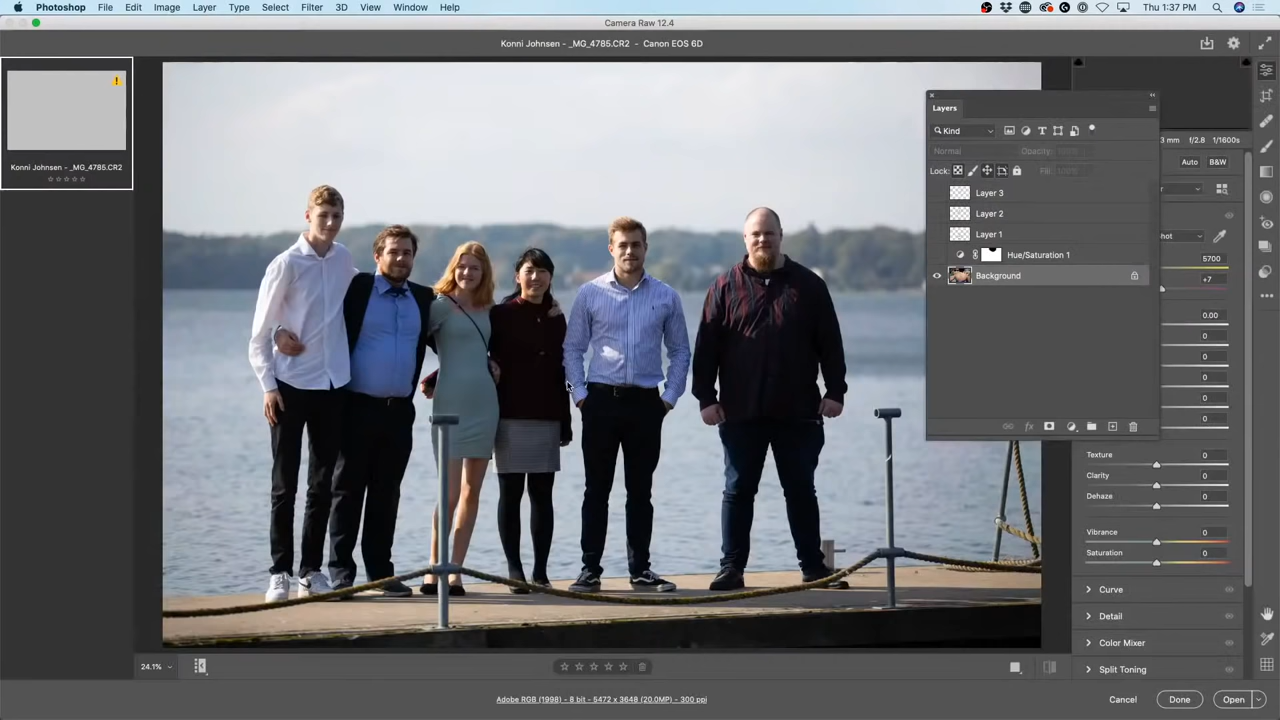 Photoshop File Edit Image Layer Type Select Filter 3D View Window Help Thu 1:37 PM
Camera Raw 12.4
Konni Johnsen - _MG_4785.CR2 - Canon EOS 6D
Layers
Kind
Normal Opacity:
Lock: Fill:
Layer 3
Layer 2
Layer 1
Hue/Saturation 1
Background
Konni Johnsen - _MG_4785.CR2
mm f/2.8 1/1600s
Auto B&W
5700
+7
0.00
0
0
0
0
0
Texture 0
Clarity 0
Dehaze 0
Vibrance 0
Saturation 0
Curve
Detail
Color Mixer
Split Toning
24.1%
Adobe RGB (1998) - 8 bit - 5472 x 3648 (20.0MP) - 300 ppi
Cancel Done Open